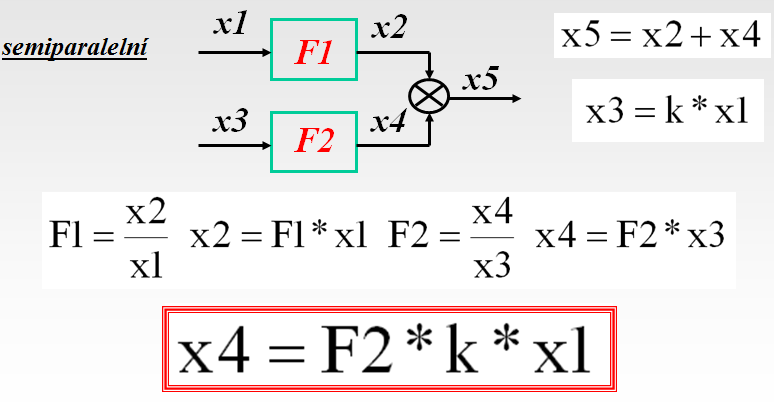 semiparalelní
x1 F1 x2
x5
x3 F2 x4
x5 = x2 + x4
x3 = k * x1
F1 = x2/x1 x2 = F1 * x1 F2 = x4/x3 x4 = F2 * x3
x4 = F2 * k * x1